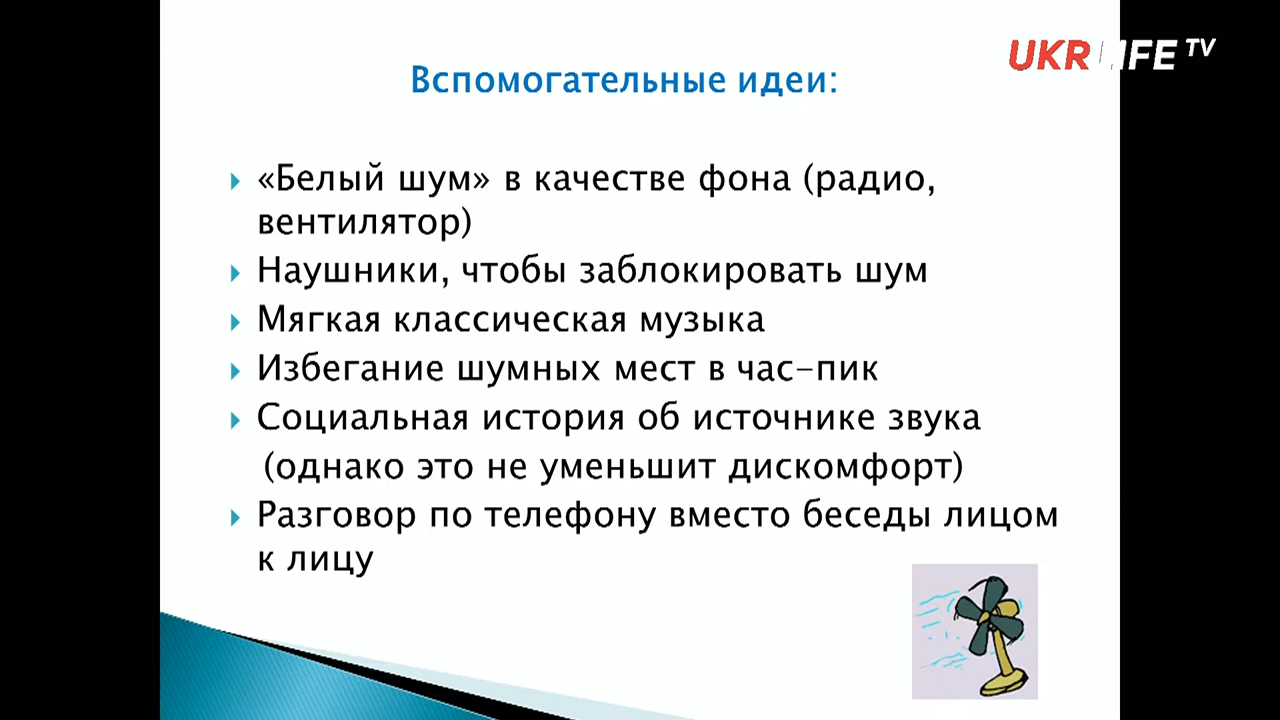 UKRLIFE TV
Вспомогательные идеи:
«Белый шум» в качестве фона (радио,
вентилятор)
Наушники, чтобы заблокировать шум
Мягкая классическая музыка
Избегание шумных мест в час-пик
Социальная история об источнике звука
(однако это не уменьшит дискомфорт)
Разговор по телефону вместо беседы лицом
к лицу